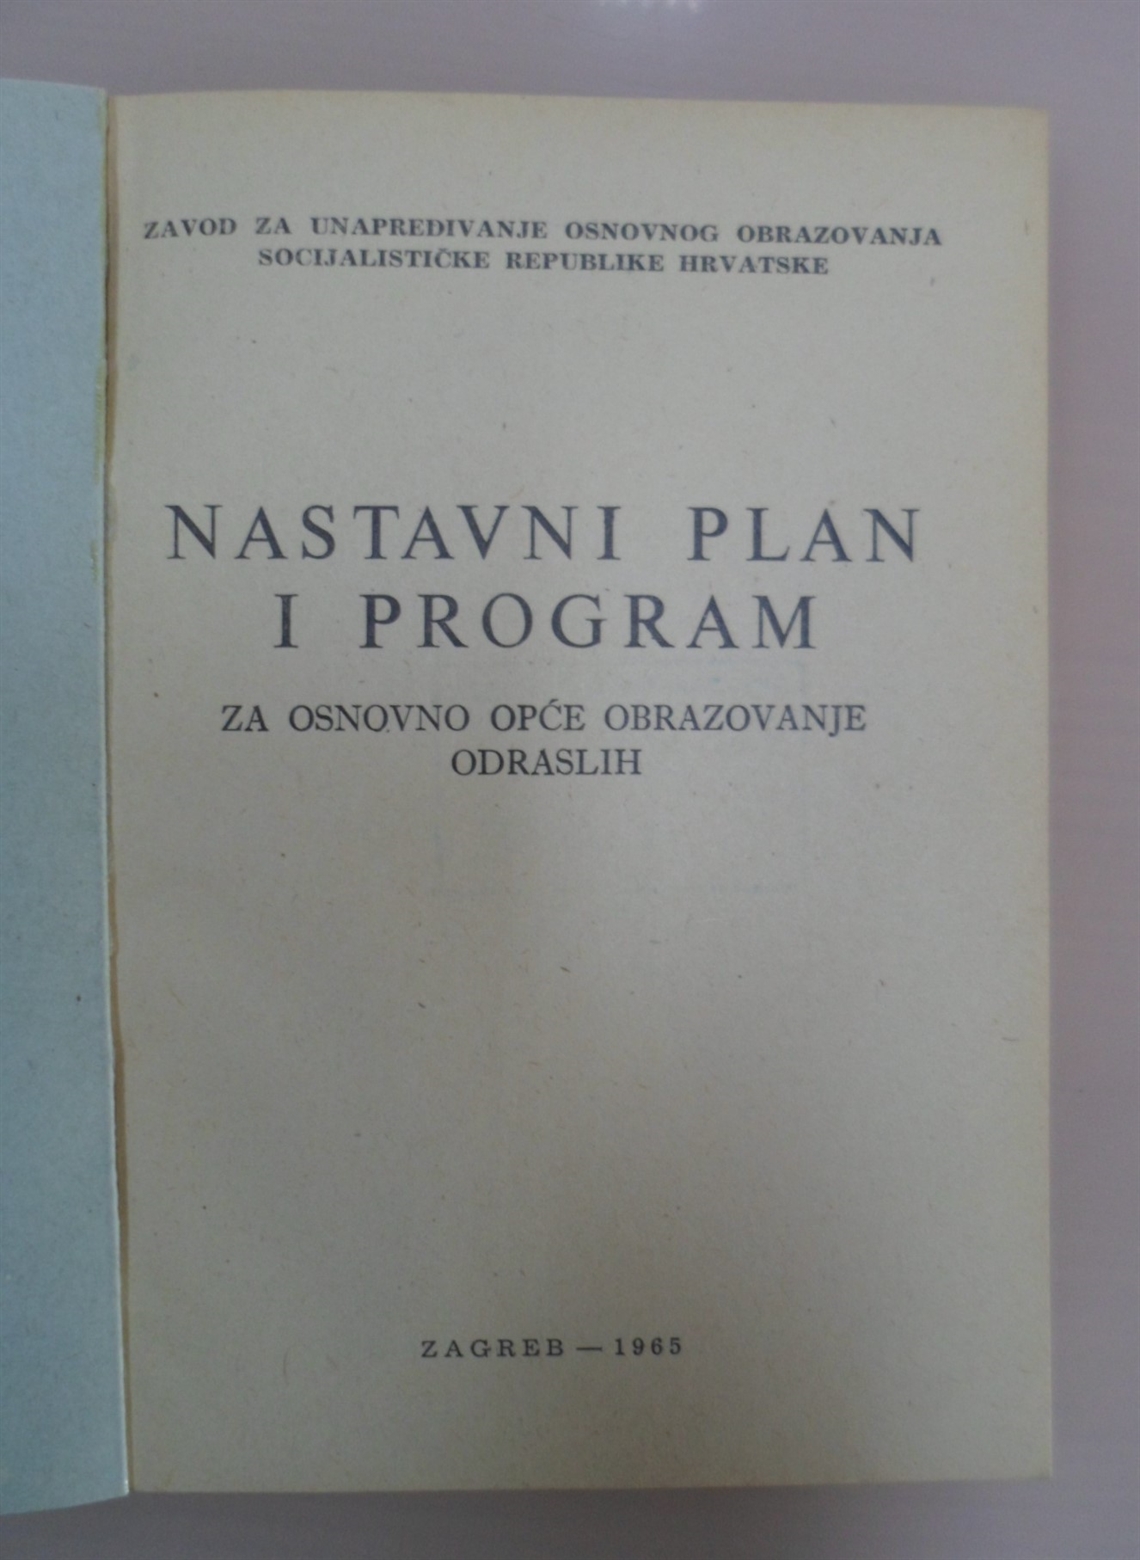 ZAVOD ZA UNAPREĐIVANJE OSNOVNOG OBRAZOVANJA
SOCIJALISTIČKE REPUBLIKE HRVATSKE
NASTAVNI PLAN
I PROGRAM
ZA OSNOVNO OPĆE OBRAZOVANJE
ODRASLIH
ZAGREB — 1965